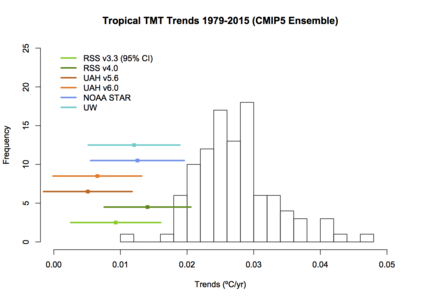 Tropical TMT Trends 1979-2015 (CMIP5 Ensemble)
25
20
15
10
5
0
Frequency
RSS v3.3 (95% CI)
RSS v4.0
UAH v5.6
UAH v6.0
NOAA STAR
UW
0.00 0.01 0.02 0.03 0.04 0.05
Trends (ºC/yr)